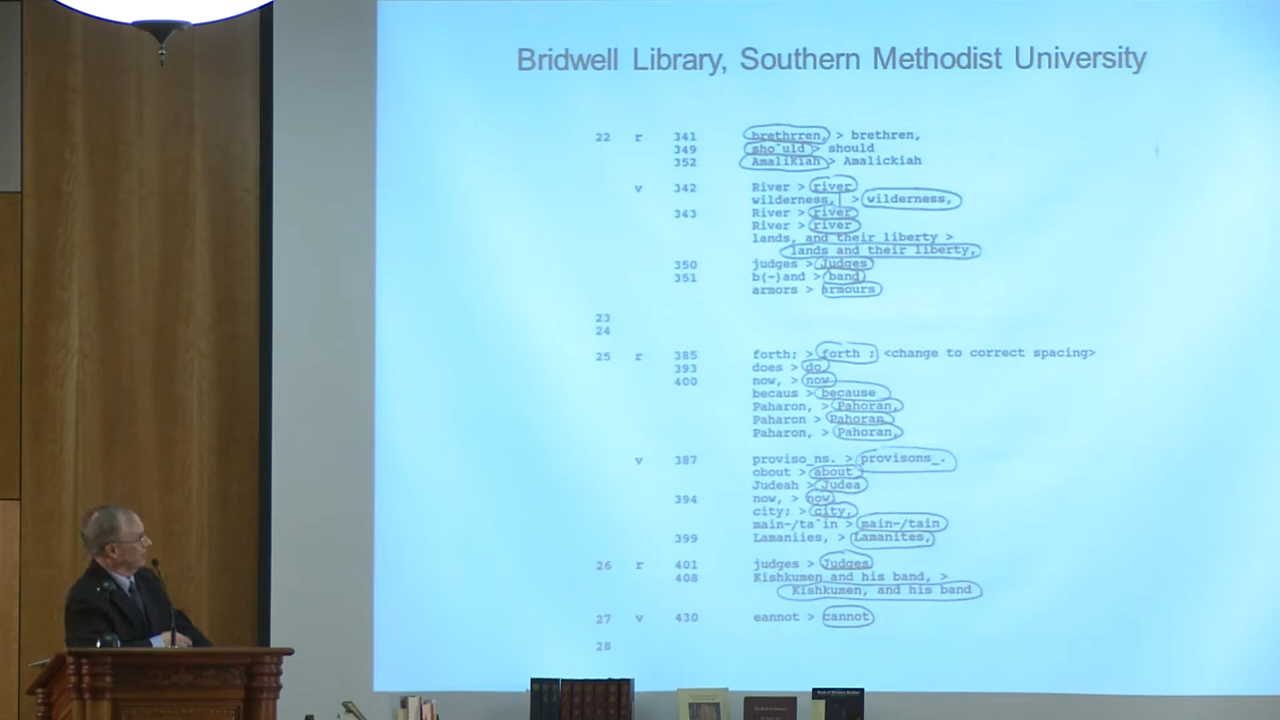 Bridwell Library, Southern Methodist University
22 r 341 brethrren, > brethren,
349 sho ̄uld > should
352 Amalikiah > Amalickiah
v 342 River > river
wilderness,| > wilderness,
343 River > river
River > river
lands, and their liberty >
lands and their liberty,
350 judges > Judges
351 b(-)and > band
armors > armours
23
24
25 r 385 forth; > forth ; <change to correct spacing>
393 does > do
400 now, > now
becaus > because
Paharon, > Pahoran,
Paharon > Pahoran
Paharon, > Pahoran,
v 387 proviso_ns. > provisons_.
obout > about
Judeah > Judea
394 now, > now
city; > city,
main-/taˉin > main-/tain
399 Lamaniies, > Lamanites,
26 r 401 judges > Judges
408 Kishkumen and his band, >
Kishkumen, and his band
27 v 430 eannot > cannot
28